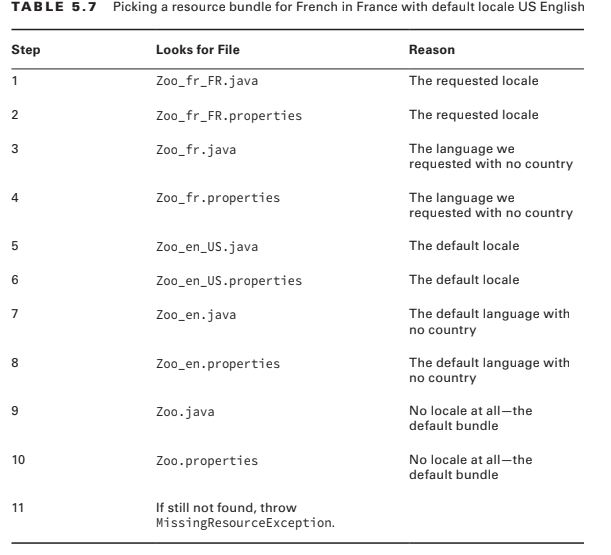 TABLE 5.7 Picking a resource bundle for French in France with default locale US English
Step Looks for File Reason
1 Zoo_fr_FR.java The requested locale
2 Zoo_fr_FR.properties The requested locale
3 Zoo_fr.java The language we
requested with no country
4 Zoo_fr.properties The language we
requested with no country
5 Zoo_en_US.java The default locale
6 Zoo_en_US.properties The default locale
7 Zoo_en.java The default language with
no country
8 Zoo_en.properties The default language with
no country
9 Zoo.java No locale at all—the
default bundle
10 Zoo.properties No locale at all—the
default bundle
11 If still not found, throw
MissingResourceException.